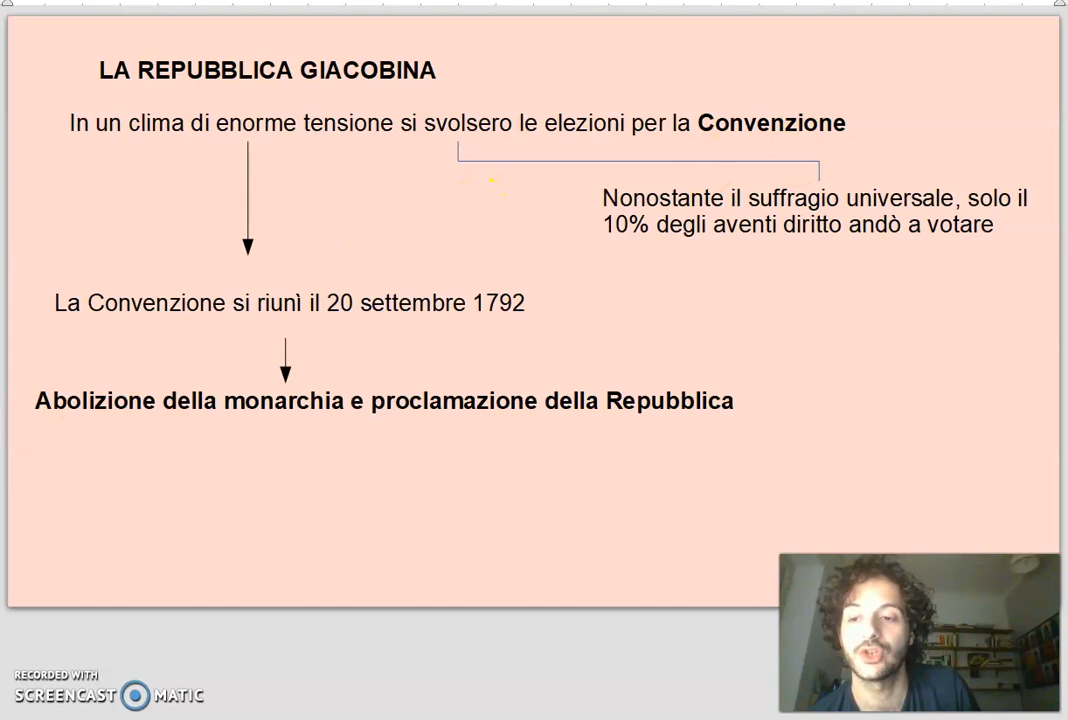 LA REPUBBLICA GIACOBINA
In un clima di enorme tensione si svolsero le elezioni per la Convenzione
Nonostante il suffragio universale, solo il
10% degli aventi diritto andò a votare
La Convenzione si riunì il 20 settembre 1792
Abolizione della monarchia e proclamazione della Repubblica
RECORDED WITH
SCREENCAST MATIC